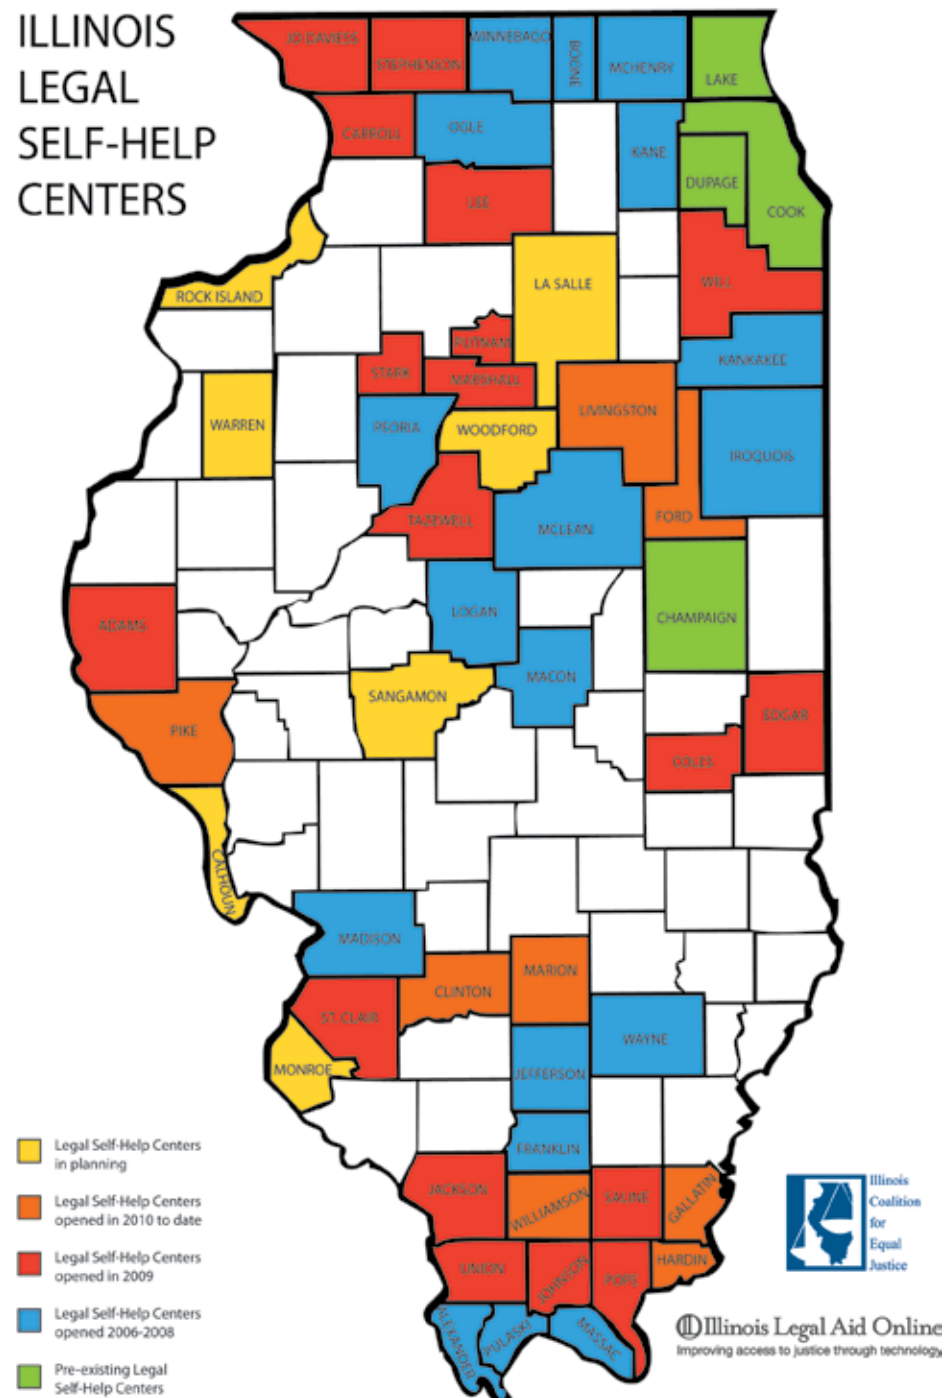 ILLINOIS
LEGAL
SELF-HELP
CENTERS
JO DAVIESS
STEPHENSON
WINNEBAGO
BOONE
MCHENRY
LAKE
CARROLL
OGLE
KANE
DUPAGE
COOK
LEE
ROCK ISLAND
LA SALLE
WILL
PUTNAM
KANKAKEE
STARK
MARSHALL
WARREN
PEORIA
WOODFORD
LIVINGSTON
IROQUOIS
TAZEWELL
MCLEAN
FORD
ADAMS
LOGAN
CHAMPAIGN
MACON
SANGAMON
PIKE
EDGAR
COLES
CALHOUN
MADISON
CLINTON
MARION
ST. CLAIR
WAYNE
MONROE
JEFFERSON
FRANKLIN
JACKSON
WILLIAMSON
SALINE
GALLATIN
UNION
JOHNSON
POPE
HARDIN
ALEXANDER
PULASKI
MASSAC
Legal Self-Help Centers
in planning
Legal Self-Help Centers
opened in 2010 to date
Legal Self-Help Centers
opened in 2009
Legal Self-Help Centers
opened 2006-2008
Pre-existing Legal
Self-Help Centers
Illinois
Coalition
for
Equal
Justice
Illinois Legal Aid Online
Improving access to justice through technology